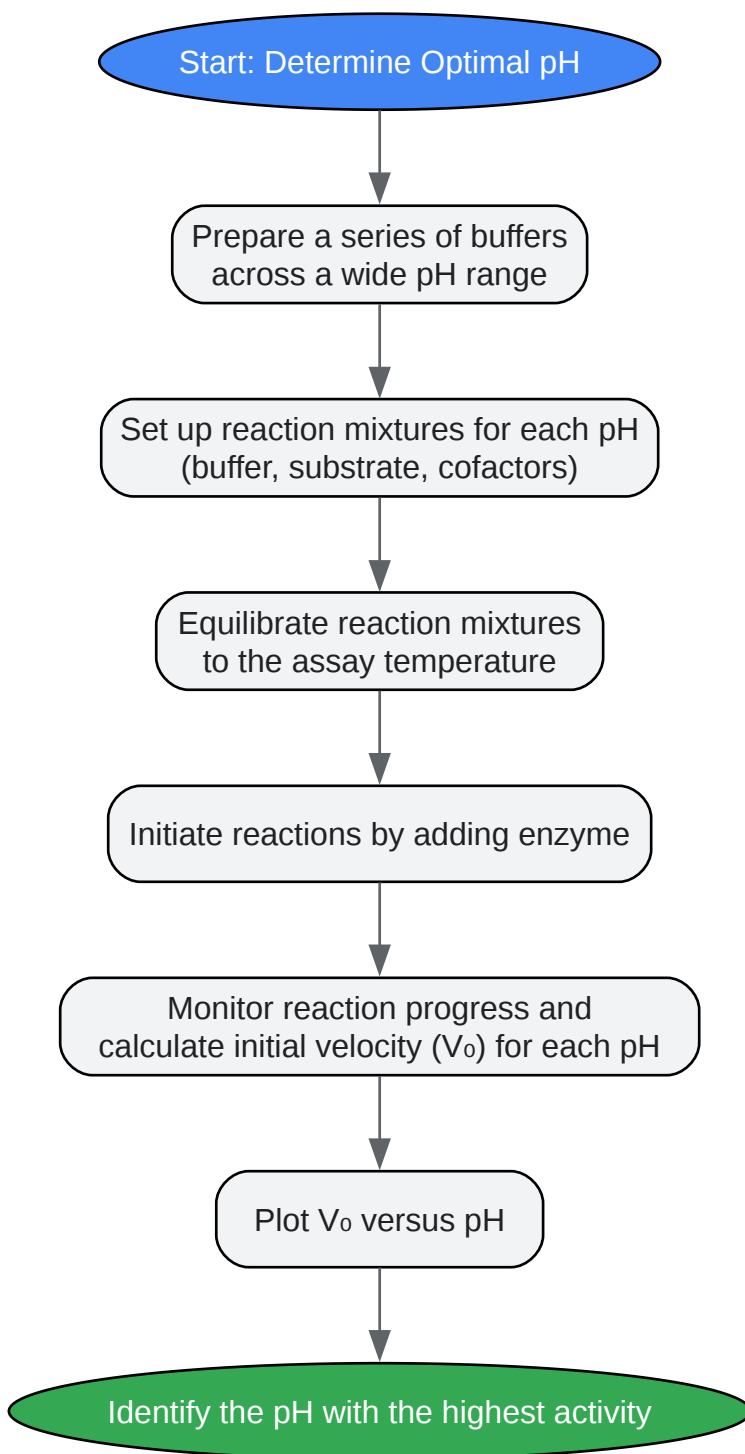 Start: Determine Optimal pH
Prepare a series of buffers
across a wide pH range
Set up reaction mixtures for each pH
(buffer, substrate, cofactors)
Equilibrate reaction mixtures
to the assay temperature
Initiate reactions by adding enzyme
Monitor reaction progress and
calculate initial velocity (V₀) for each pH
Plot V₀ versus pH
Identify the pH with the highest activity